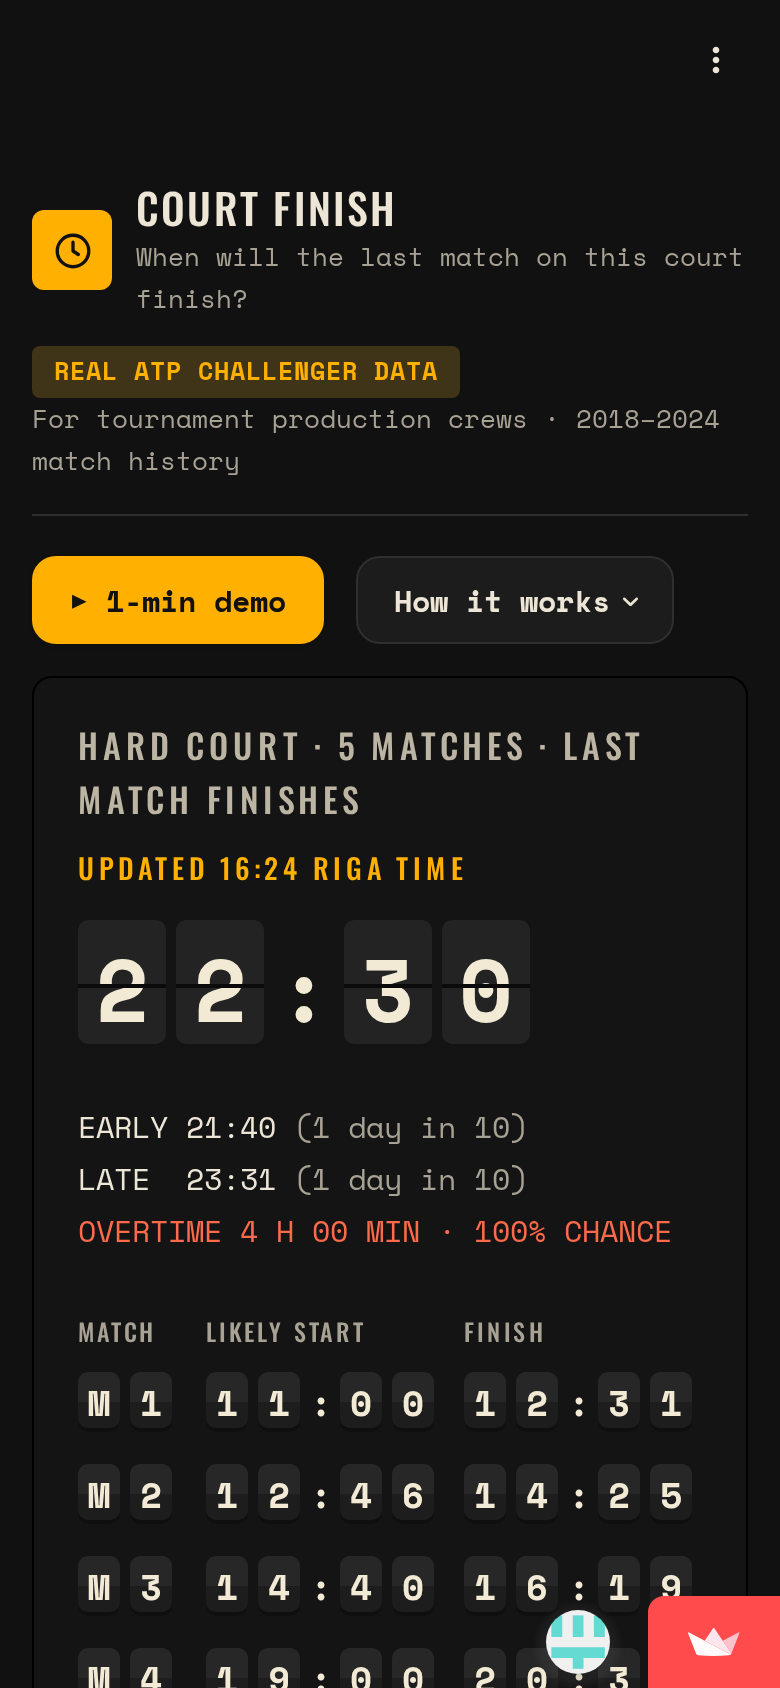 COURT FINISH
When will the last match on this court
finish?
REAL ATP CHALLENGER DATA
For tournament production crews · 2018–2024
match history
▶ 1-min demo
How it works
HARD COURT · 5 MATCHES · LAST
MATCH FINISHES
UPDATED 16:24 RIGA TIME
22:30
EARLY 21:40 (1 day in 10)
LATE 23:31 (1 day in 10)
OVERTIME 4 H 00 MIN · 100% CHANCE
MATCH LIKELY START FINISH
M1 11:00 12:31
M2 12:46 14:25
M3 14:40 16:19
M4 19:00